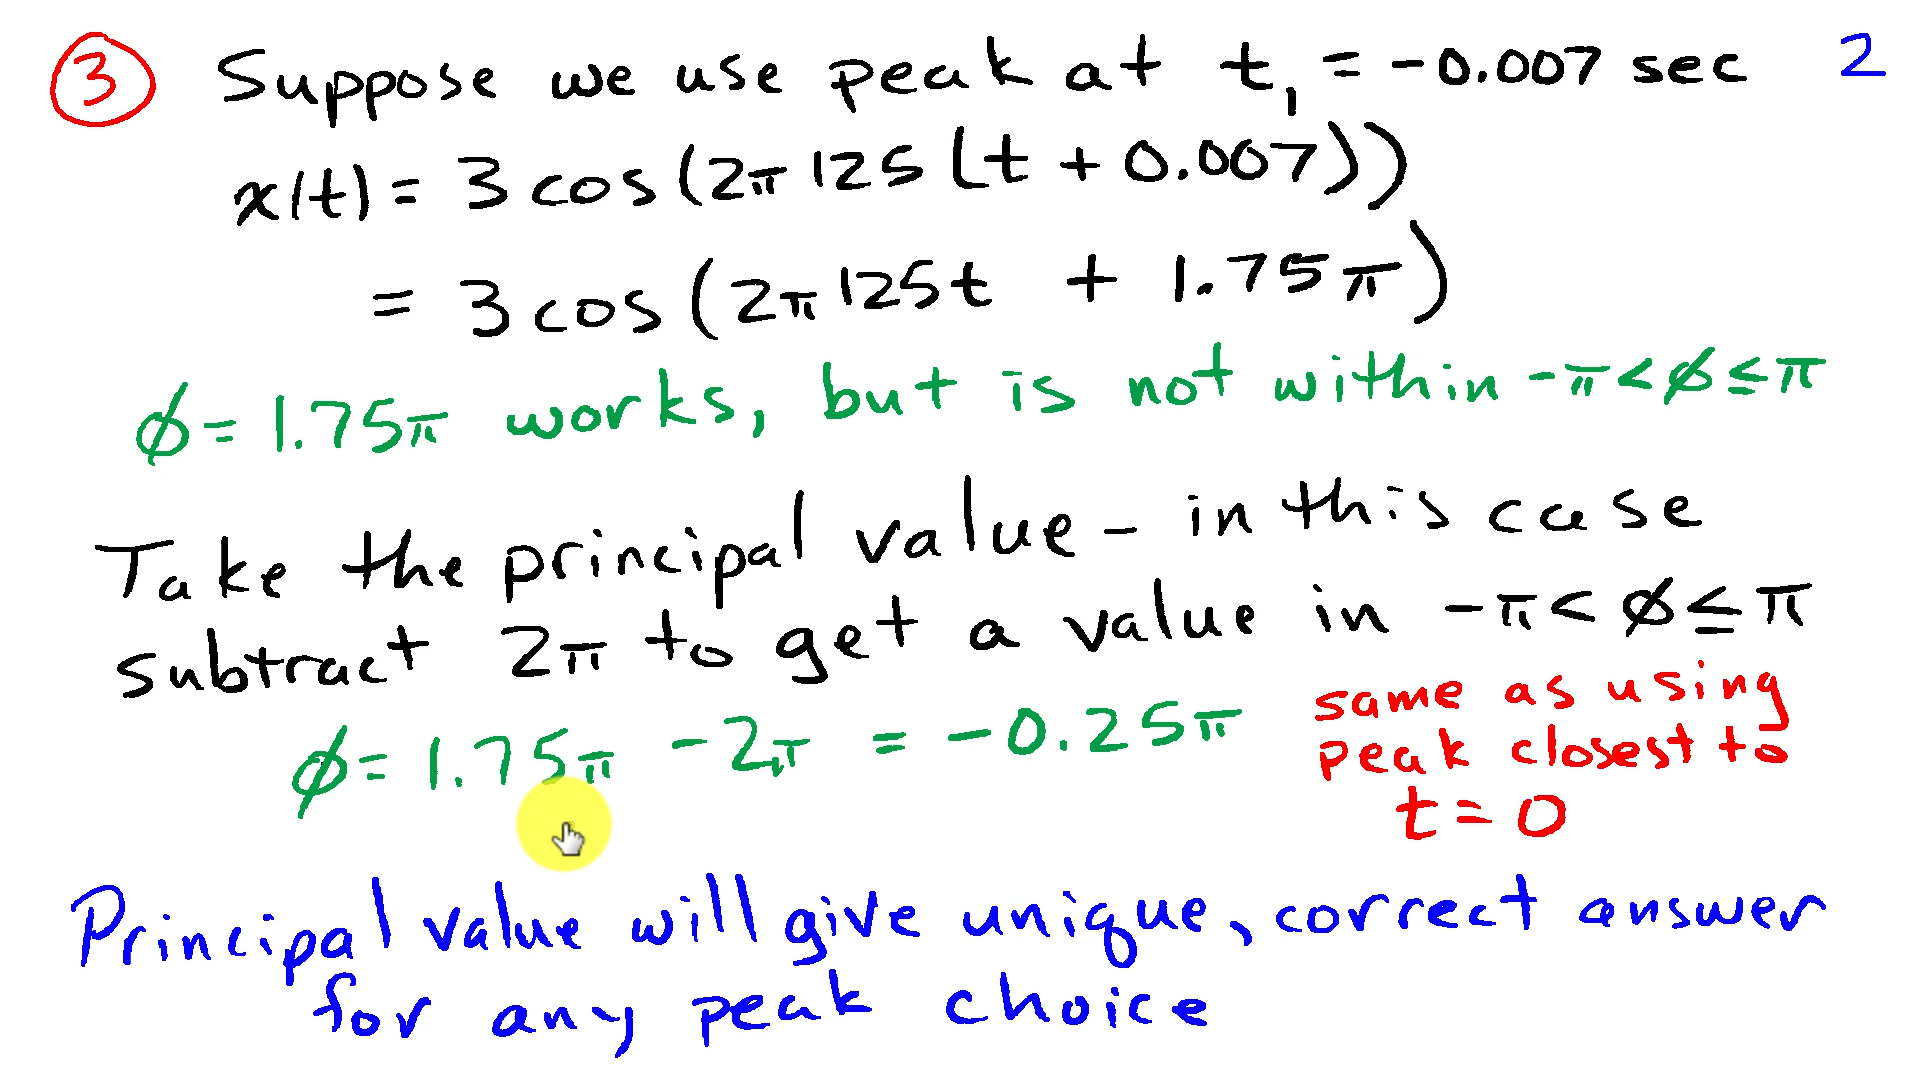 ③ Suppose we use peak at t₁ = -0.007 sec 2
x(t) = 3 cos(2π 125 (t + 0.007))
= 3 cos(2π 125t + 1.75π)
ϕ = 1.75π works, but is not within -π < ϕ ≤ π
Take the principal value - in this case
subtract 2π to get a value in -π < ϕ ≤ π
ϕ = 1.75π - 2π = -0.25π
same as using
peak closest to
t = 0
Principal value will give unique, correct answer
for any peak choice